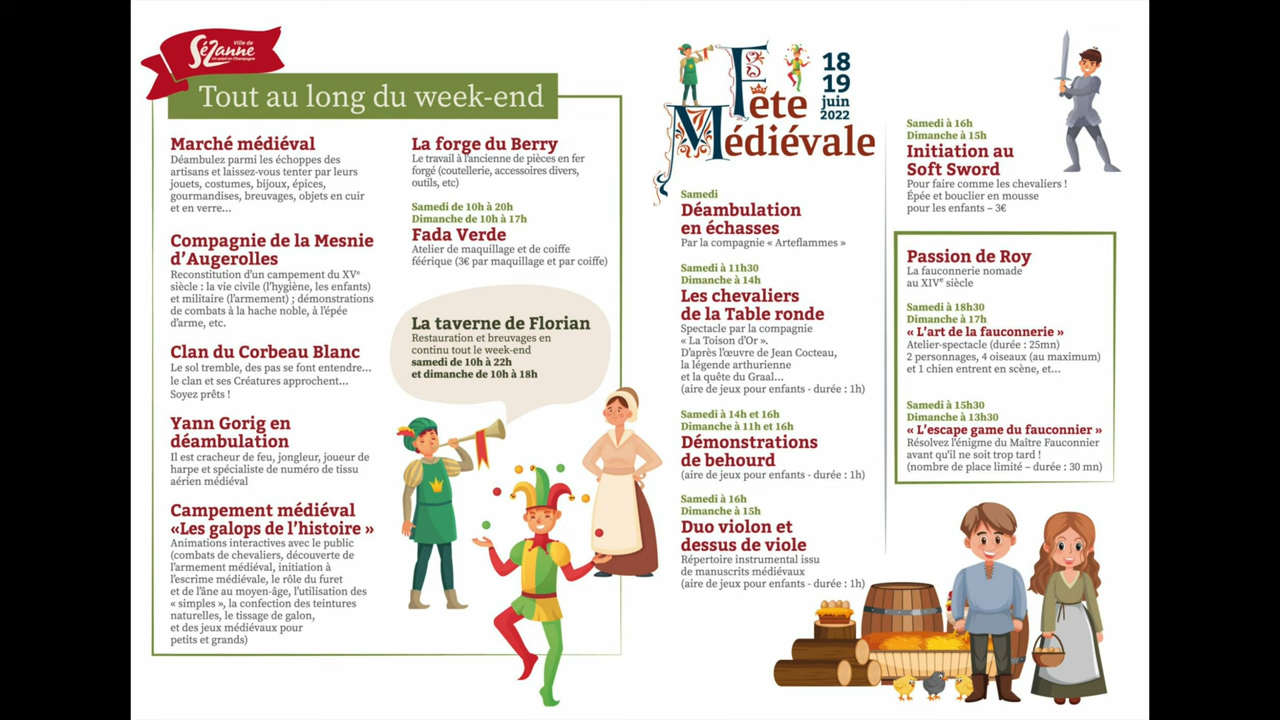 Ville de
Sézanne
Un soleil en Champagne
Tout au long du week-end
Marché médiéval
Déambulez parmi les échoppes des
artisans et laissez-vous tenter par leurs
jouets, costumes, bijoux, épices,
gourmandises, breuvages, objets en cuir
et en verre...
Compagnie de la Mesnie
d'Augerolles
Reconstitution d'un campement du XVe
siècle : la vie civile (l'hygiène, les enfants)
et militaire (l'armement) ; démonstrations
de combats à la hache noble, à l'épée
d'arme, etc.
Clan du Corbeau Blanc
Le sol tremble, des pas se font entendre...
le clan et ses Créatures approchent...
Soyez prêts !
Yann Gorig en
déambulation
Il est cracheur de feu, jongleur, joueur de
harpe et spécialiste de numéro de tissu
aérien médiéval
Campement médiéval
«Les galops de l'histoire »
Animations interactives avec le public
(combats de chevaliers, découverte de
l'armement médiéval, initiation à
l'escrime médiévale, le rôle du furet
et de l'âne au moyen-âge, l'utilisation des
« simples », la confection des teintures
naturelles, le tissage de galon,
et des jeux médiévaux pour
petits et grands)
La forge du Berry
Le travail à l'ancienne de pièces en fer
forgé (coutellerie, accessoires divers,
outils, etc)
Samedi de 10h à 20h
Dimanche de 10h à 17h
Fada Verde
Atelier de maquillage et de coiffe
féérique (3€ par maquillage et par coiffe)
La taverne de Florian
Restauration et breuvages en
continu tout le week-end
samedi de 10h à 22h
et dimanche de 10h à 18h
Fête
Médiévale
18
19
juin
2022
Samedi
Déambulation
en échasses
Par la compagnie « Arteflammes »
Samedi à 11h30
Dimanche à 14h
Les chevaliers
de la Table ronde
Spectacle par la compagnie
« La Toison d'Or ».
D'après l'œuvre de Jean Cocteau,
la légende arthurienne
et la quête du Graal...
(aire de jeux pour enfants - durée : 1h)
Samedi à 14h et 16h
Dimanche à 11h et 16h
Démonstrations
de behourd
(aire de jeux pour enfants - durée : 1h)
Samedi à 16h
Dimanche à 15h
Duo violon et
dessus de viole
Répertoire instrumental issu
de manuscrits médiévaux
(aire de jeux pour enfants - durée : 1h)
Samedi à 16h
Dimanche à 15h
Initiation au
Soft Sword
Pour faire comme les chevaliers !
Épée et bouclier en mousse
pour les enfants – 3€
Passion de Roy
La fauconnerie nomade
au XIVe siècle
Samedi à 18h30
Dimanche à 17h
« L'art de la fauconnerie »
Atelier-spectacle (durée : 25mn)
2 personnages, 4 oiseaux (au maximum)
et 1 chien entrent en scène, et...
Samedi à 15h30
Dimanche à 13h30
« L'escape game du fauconnier »
Résolvez l'énigme du Maître Fauconnier
avant qu'il ne soit trop tard !
(nombre de place limité – durée : 30 mn)